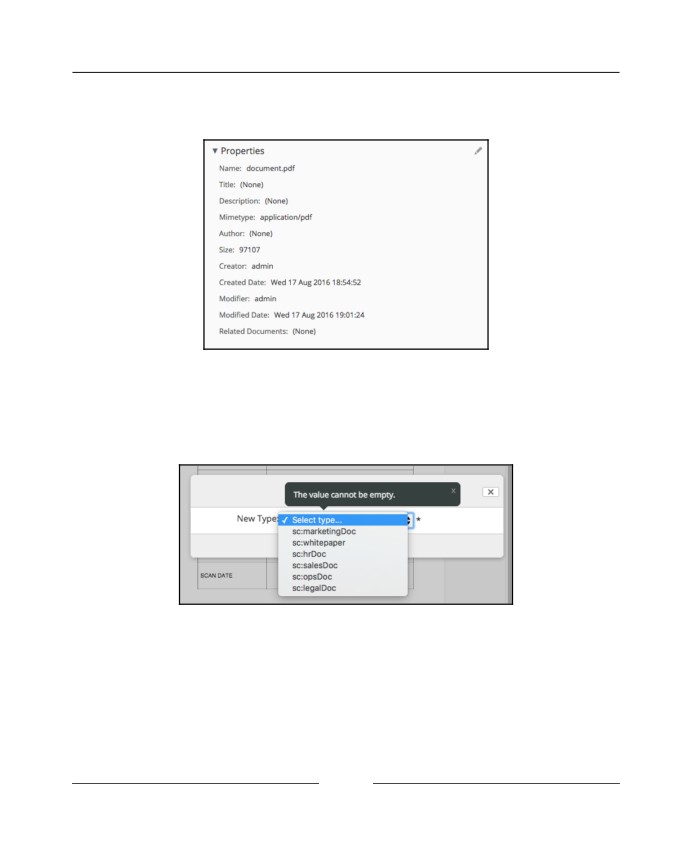 ▼ Properties
Name: document.pdf
Title: (None)
Description: (None)
Mimetype: application/pdf
Author: (None)
Size: 97107
Creator: admin
Created Date: Wed 17 Aug 2016 18:54:52
Modifier: admin
Modified Date: Wed 17 Aug 2016 19:01:24
Related Documents: (None)
The value cannot be empty. x
New Type: ✓ Select type... *
sc:marketingDoc
sc:whitepaper
sc:hrDoc
sc:salesDoc
sc:opsDoc
sc:legalDoc
SCAN DATE